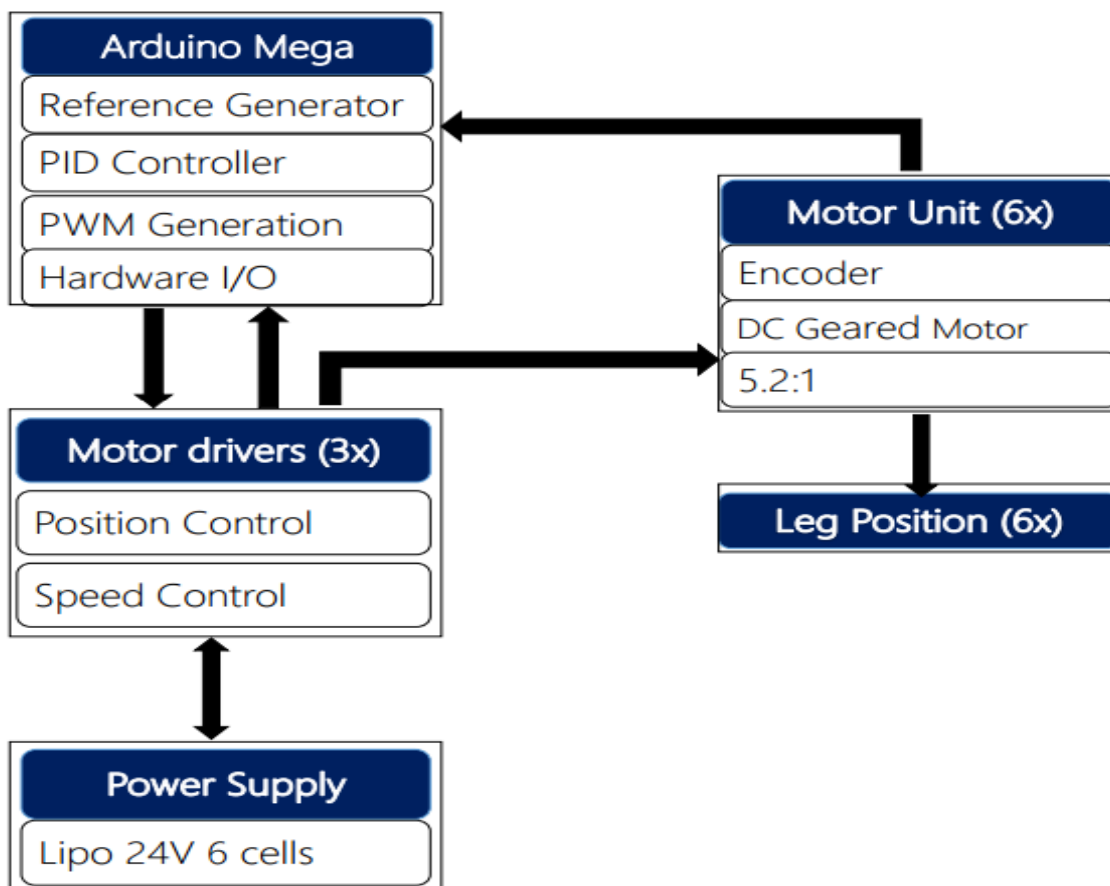 Arduino Mega
Reference Generator
PID Controller
PWM Generation
Hardware I/O
Motor Unit (6x)
Encoder
DC Geared Motor
5.2:1
Motor drivers (3x)
Position Control
Speed Control
Leg Position (6x)
Power Supply
Lipo 24V 6 cells